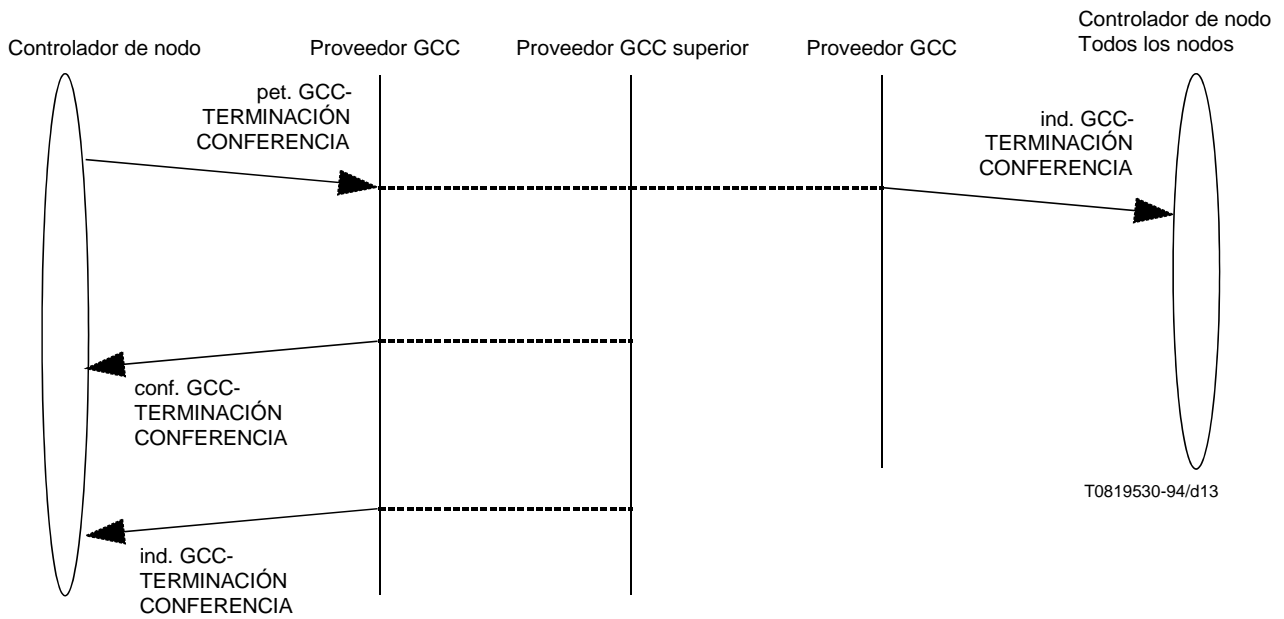 Controlador de nodo
Proveedor GCC
Proveedor GCC superior
Proveedor GCC
Controlador de nodo
Todos los nodos
pet. GCC-
TERMINACIÓN
CONFERENCIA
ind. GCC-
TERMINACIÓN
CONFERENCIA
conf. GCC-
TERMINACIÓN
CONFERENCIA
T0819530-94/d13
ind. GCC-
TERMINACIÓN
CONFERENCIA